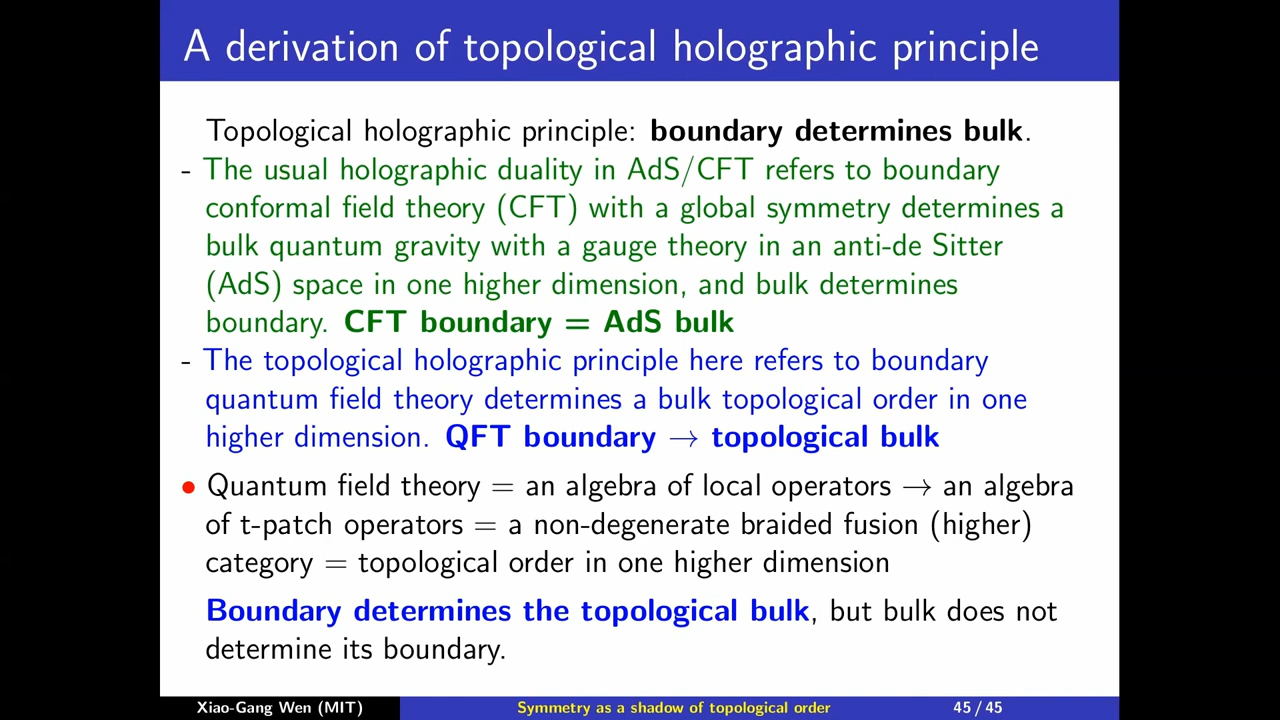 A derivation of topological holographic principle
Topological holographic principle: boundary determines bulk.
- The usual holographic duality in AdS/CFT refers to boundary
conformal field theory (CFT) with a global symmetry determines a
bulk quantum gravity with a gauge theory in an anti-de Sitter
(AdS) space in one higher dimension, and bulk determines
boundary. CFT boundary = AdS bulk
- The topological holographic principle here refers to boundary
quantum field theory determines a bulk topological order in one
higher dimension. QFT boundary → topological bulk
• Quantum field theory = an algebra of local operators → an algebra
of t-patch operators = a non-degenerate braided fusion (higher)
category = topological order in one higher dimension
Boundary determines the topological bulk, but bulk does not
determine its boundary.
Xiao-Gang Wen (MIT) Symmetry as a shadow of topological order 45 / 45